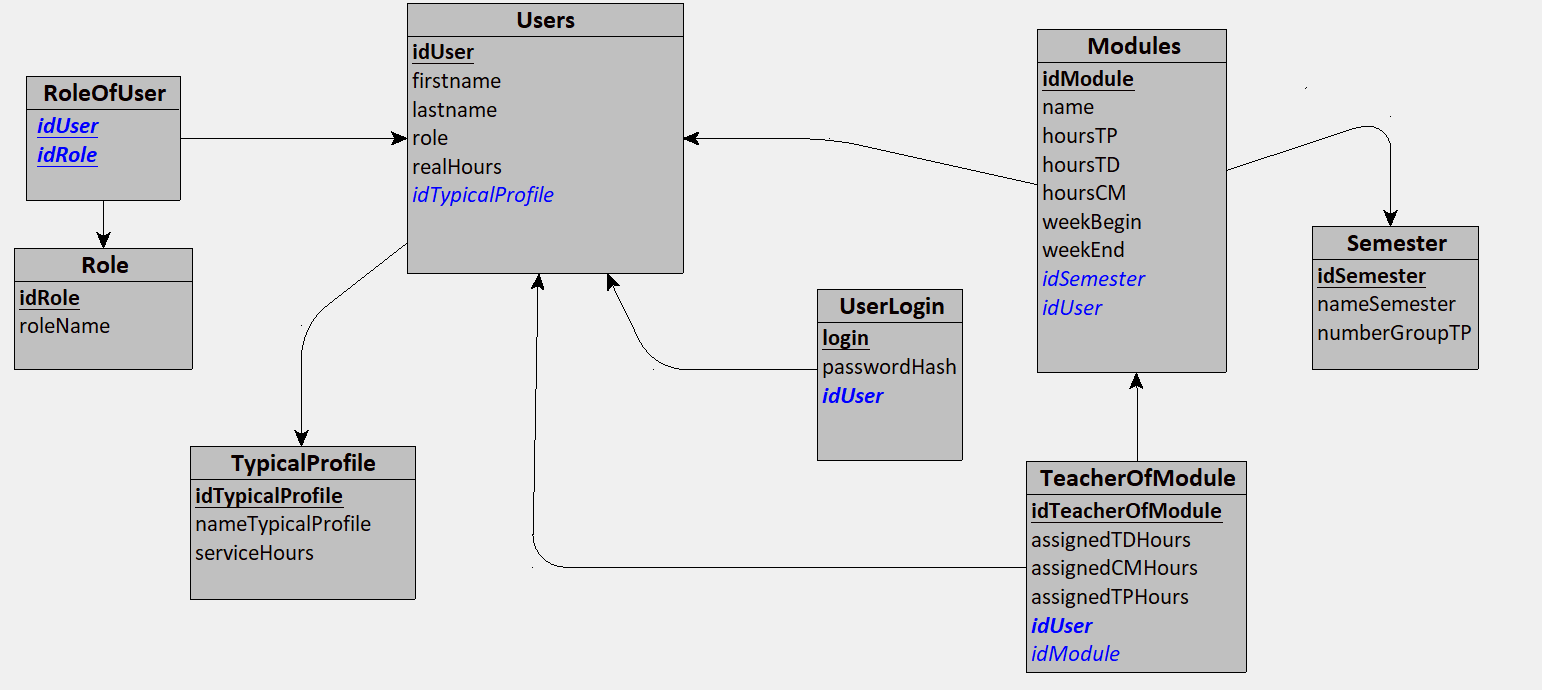 Users
idUser
firstname
lastname
role
realHours
idTypicalProfile
RoleOfUser
idUser
idRole
Role
idRole
roleName
TypicalProfile
idTypicalProfile
nameTypicalProfile
serviceHours
UserLogin
login
passwordHash
idUser
Modules
idModule
name
hoursTP
hoursTD
hoursCM
weekBegin
weekEnd
idSemester
idUser
Semester
idSemester
nameSemester
numberGroupTP
TeacherOfModule
idTeacherOfModule
assignedTDHours
assignedCMHours
assignedTPHours
idUser
idModule